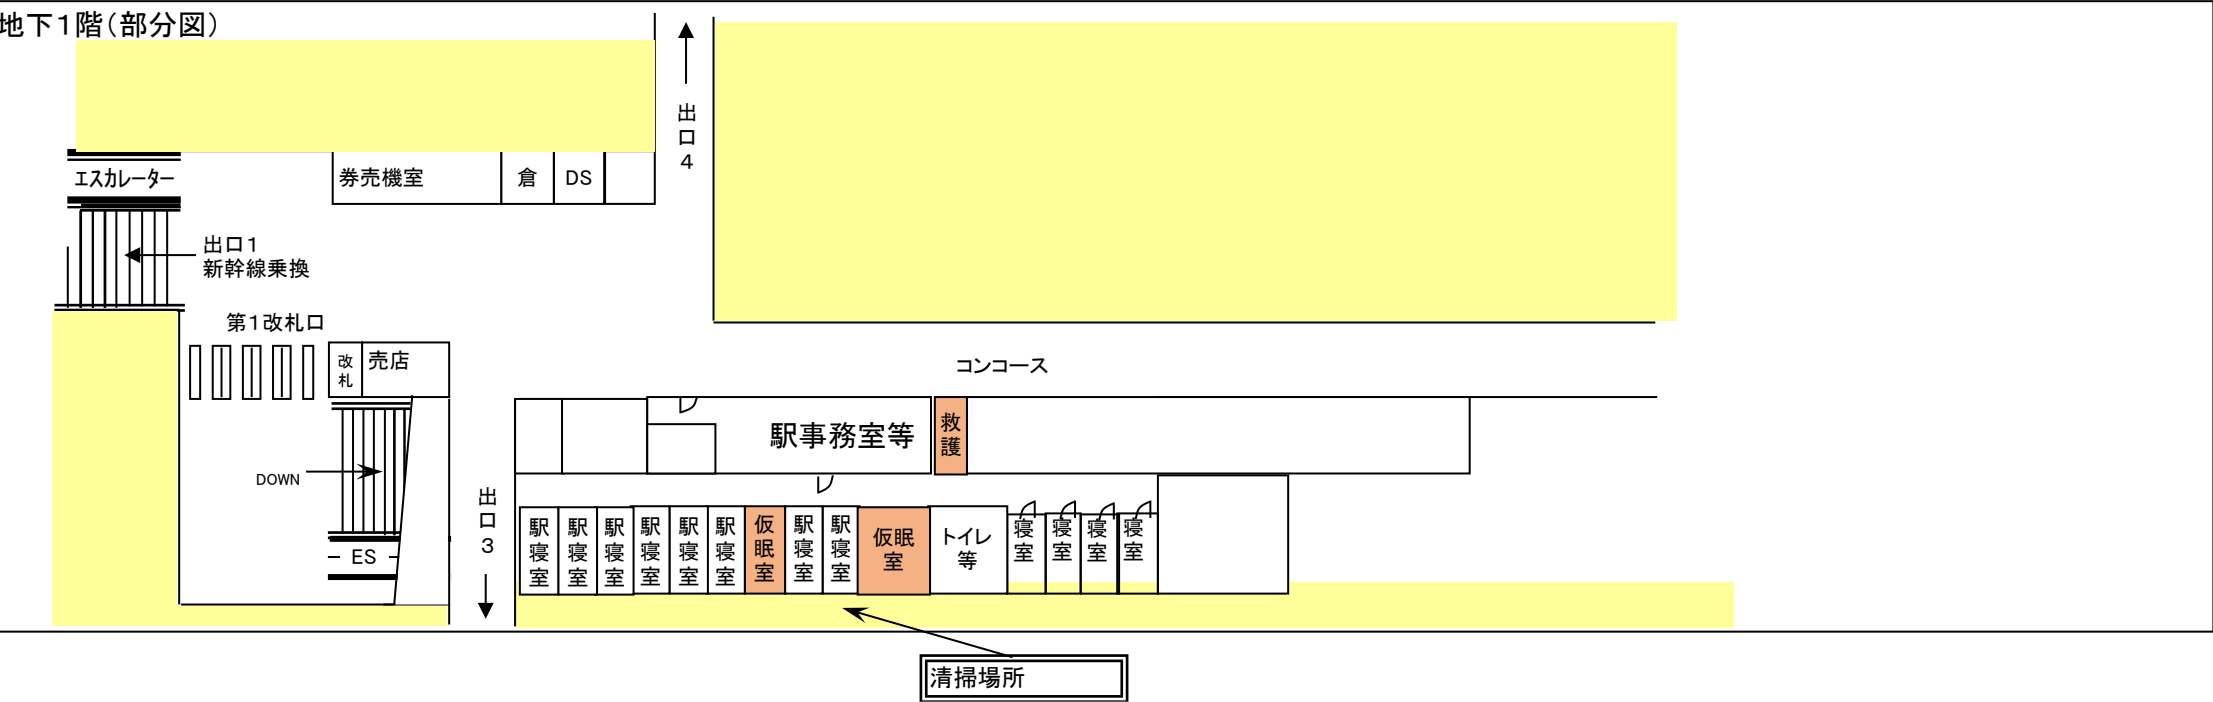 地下1階(部分図)
出口4
エスカレーター
券売機室
倉
DS
出口1
新幹線乗換
第1改札口
改札
売店
コンコース
駅事務室等
救護
DOWN
ES
出口3
駅寝室
駅寝室
駅寝室
駅寝室
駅寝室
駅寝室
仮眠室
駅寝室
駅寝室
仮眠
室
トイレ
等
寝室
寝室
寝室
寝室
清掃場所